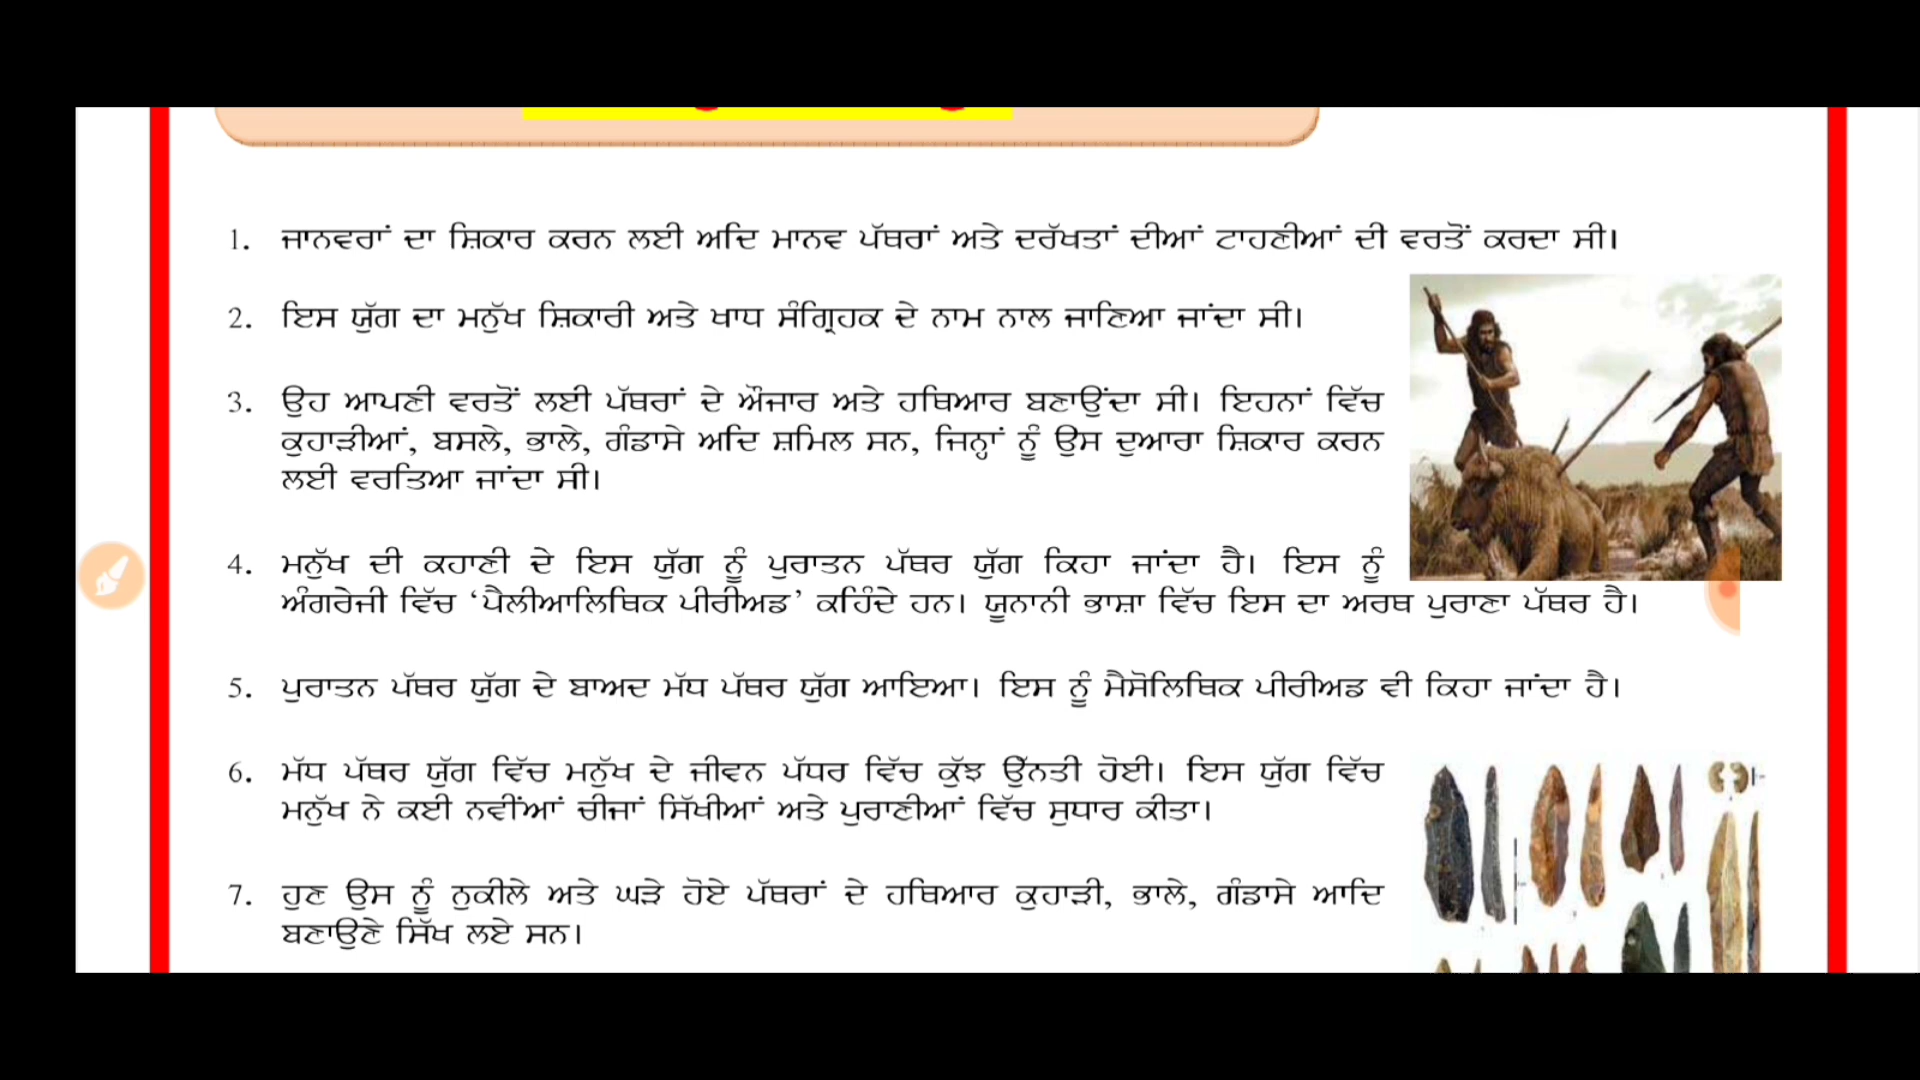 1. ਜਾਨਵਰਾਂ ਦਾ ਸ਼ਿਕਾਰ ਕਰਨ ਲਈ ਅਦਿ ਮਾਨਵ ਪੱਥਰਾਂ ਅਤੇ ਦਰੱਖਤਾਂ ਦੀਆਂ ਟਾਹਣੀਆਂ ਦੀ ਵਰਤੋਂ ਕਰਦਾ ਸੀ।
2. ਇਸ ਯੁੱਗ ਦਾ ਮਨੁੱਖ ਸ਼ਿਕਾਰੀ ਅਤੇ ਖਾਧ ਸੰਗ੍ਰਿਹਕ ਦੇ ਨਾਮ ਨਾਲ ਜਾਣਿਆ ਜਾਂਦਾ ਸੀ।
3. ਉਹ ਆਪਣੀ ਵਰਤੋਂ ਲਈ ਪੱਥਰਾਂ ਦੇ ਔਜਾਰ ਅਤੇ ਹਥਿਆਰ ਬਣਾਉਂਦਾ ਸੀ। ਇਹਨਾਂ ਵਿੱਚ
ਕੁਹਾੜੀਆਂ, ਬਸਲੇ, ਭਾਲੇ, ਗੰਡਾਸੇ ਅਦਿ ਸ਼ਮਿਲ ਸਨ, ਜਿਨ੍ਹਾਂ ਨੂੰ ਉਸ ਦੁਆਰਾ ਸ਼ਿਕਾਰ ਕਰਨ
ਲਈ ਵਰਤਿਆ ਜਾਂਦਾ ਸੀ।
4. ਮਨੁੱਖ ਦੀ ਕਹਾਣੀ ਦੇ ਇਸ ਯੁੱਗ ਨੂੰ ਪੁਰਾਤਨ ਪੱਥਰ ਯੁੱਗ ਕਿਹਾ ਜਾਂਦਾ ਹੈ। ਇਸ ਨੂੰ
ਅੰਗਰੇਜੀ ਵਿੱਚ ‘ਪੈਲੀਆਲਿਥਿਕ ਪੀਰੀਅਡ’ ਕਹਿੰਦੇ ਹਨ। ਯੂਨਾਨੀ ਭਾਸ਼ਾ ਵਿੱਚ ਇਸ ਦਾ ਅਰਥ ਪੁਰਾਣਾ ਪੱਥਰ ਹੈ।
5. ਪੁਰਾਤਨ ਪੱਥਰ ਯੁੱਗ ਦੇ ਬਾਅਦ ਮੱਧ ਪੱਥਰ ਯੁੱਗ ਆਇਆ। ਇਸ ਨੂੰ ਮੈਸੋਲਿਥਿਕ ਪੀਰੀਅਡ ਵੀ ਕਿਹਾ ਜਾਂਦਾ ਹੈ।
6. ਮੱਧ ਪੱਥਰ ਯੁੱਗ ਵਿੱਚ ਮਨੁੱਖ ਦੇ ਜੀਵਨ ਪੱਧਰ ਵਿੱਚ ਕੁੱਝ ਉੱਨਤੀ ਹੋਈ। ਇਸ ਯੁੱਗ ਵਿੱਚ
ਮਨੁੱਖ ਨੇ ਕਈ ਨਵੀਂਆਂ ਚੀਜਾਂ ਸਿੱਖੀਆਂ ਅਤੇ ਪੁਰਾਣੀਆਂ ਵਿੱਚ ਸੁਧਾਰ ਕੀਤਾ।
7. ਹੁਣ ਉਸ ਨੂੰ ਨੁਕੀਲੇ ਅਤੇ ਘੜੇ ਹੋਏ ਪੱਥਰਾਂ ਦੇ ਹਥਿਆਰ ਕੁਹਾੜੀ, ਭਾਲੇ, ਗੰਡਾਸੇ ਆਦਿ
ਬਣਾਉਣੇ ਸਿੱਖ ਲਏ ਸਨ।